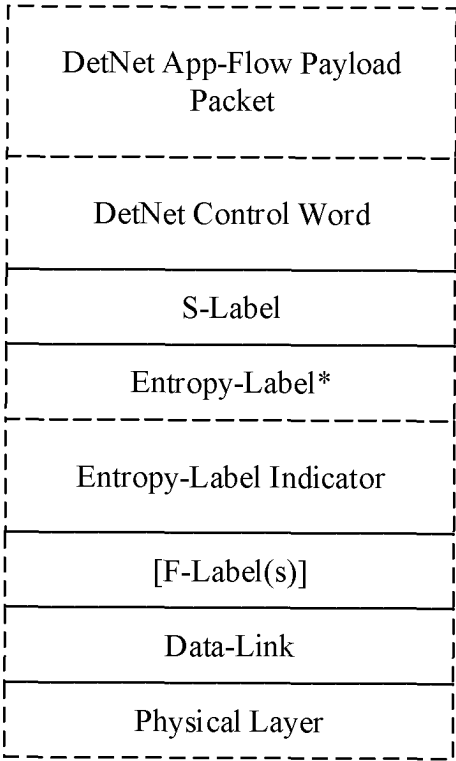 DetNet App-Flow Payload
Packet
DetNet Control Word
S-Label
Entropy-Label*
Entropy-Label Indicator
[F-Label(s)]
Data-Link
Physical Layer